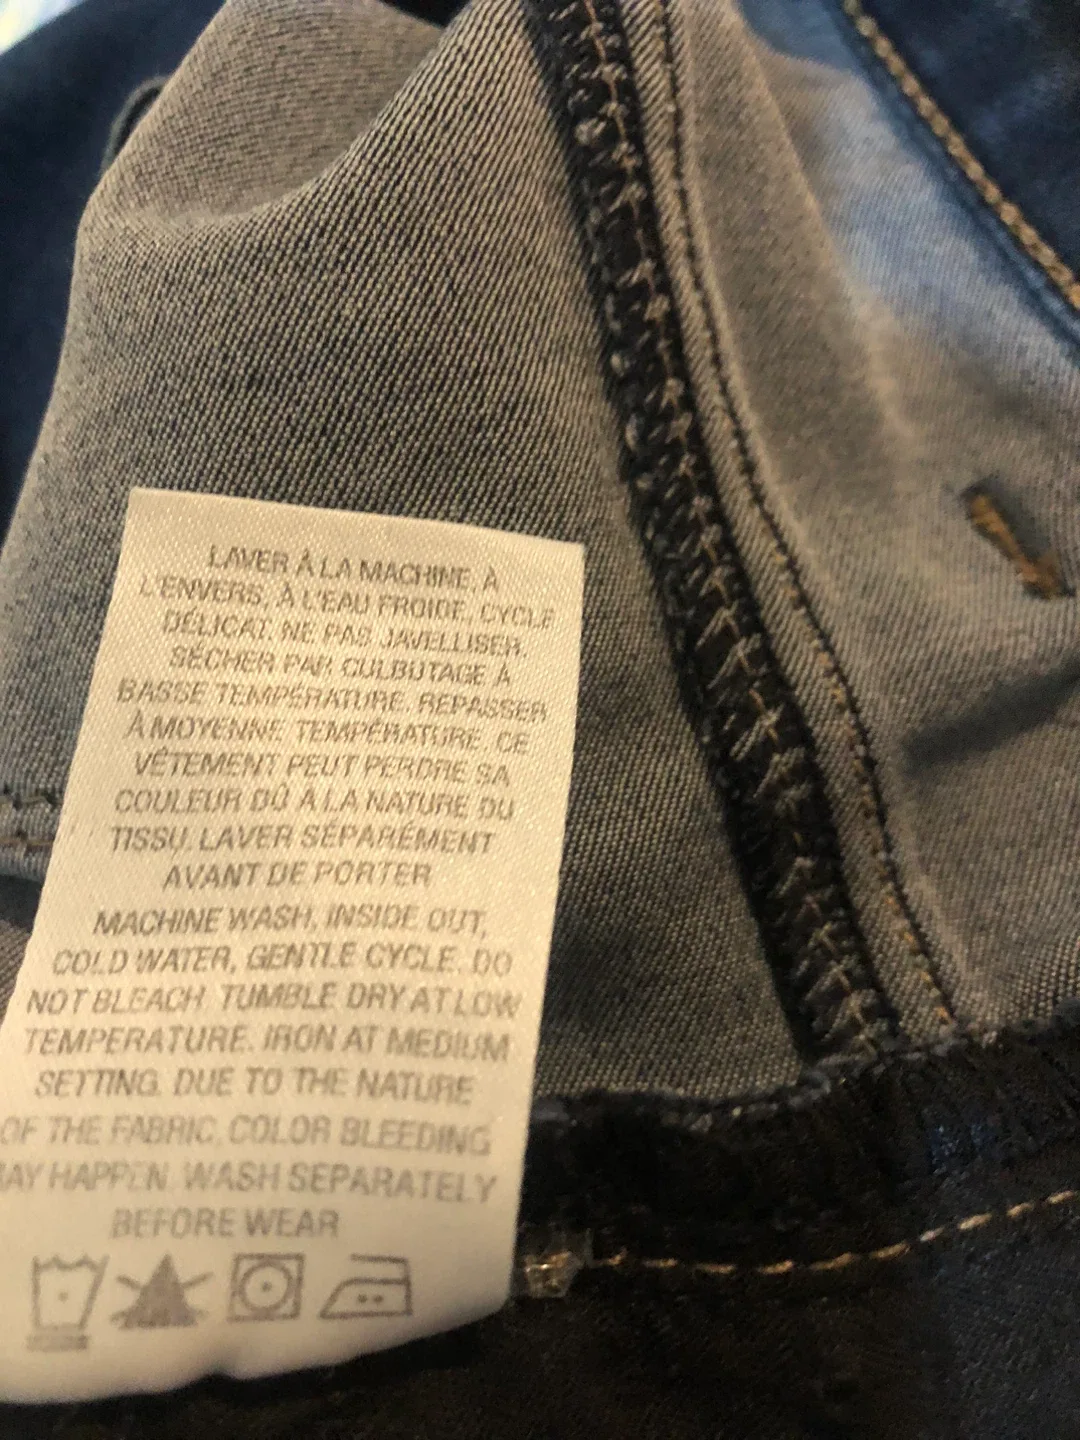 LAVER À LA MACHINE, À
L'ENVERS, À L'EAU FROIDE, CYCLE
DÉLICAT. NE PAS JAVELLISER.
SÉCHER PAR CULBUTAGE À
BASSE TEMPÉRATURE. REPASSER
À MOYENNE TEMPÉRATURE. CE
VÊTEMENT PEUT PERDRE SA
COULEUR DÛ À LA NATURE DU
TISSU. LAVER SÉPARÉMENT
AVANT DE PORTER
MACHINE WASH, INSIDE OUT,
COLD WATER, GENTLE CYCLE. DO
NOT BLEACH. TUMBLE DRY AT LOW
TEMPERATURE. IRON AT MEDIUM
SETTING. DUE TO THE NATURE
OF THE FABRIC, COLOR BLEEDING
MAY HAPPEN. WASH SEPARATELY
BEFORE WEAR